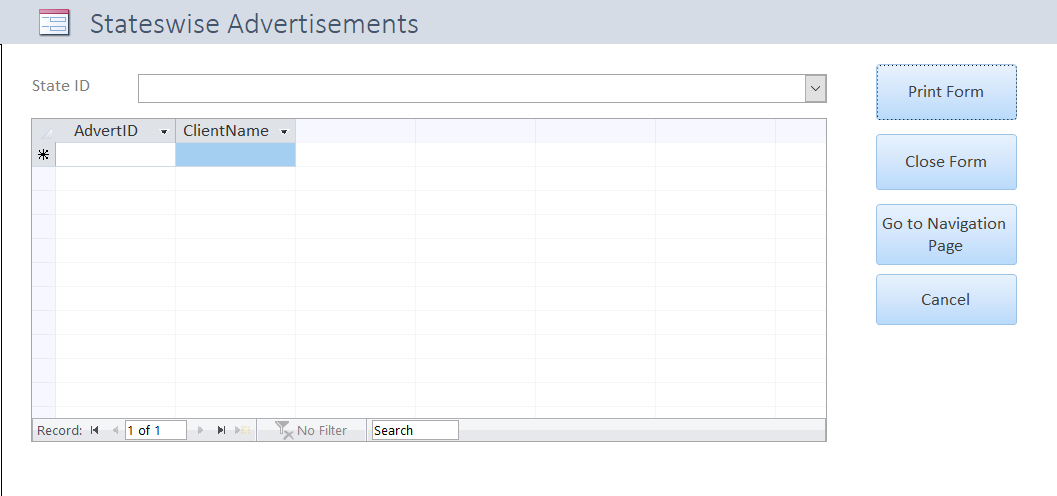 Stateswise Advertisements
State ID
Print Form
AdvertID ClientName
Close Form
Go to Navigation
Page
Cancel
Record: 1 of 1 No Filter Search